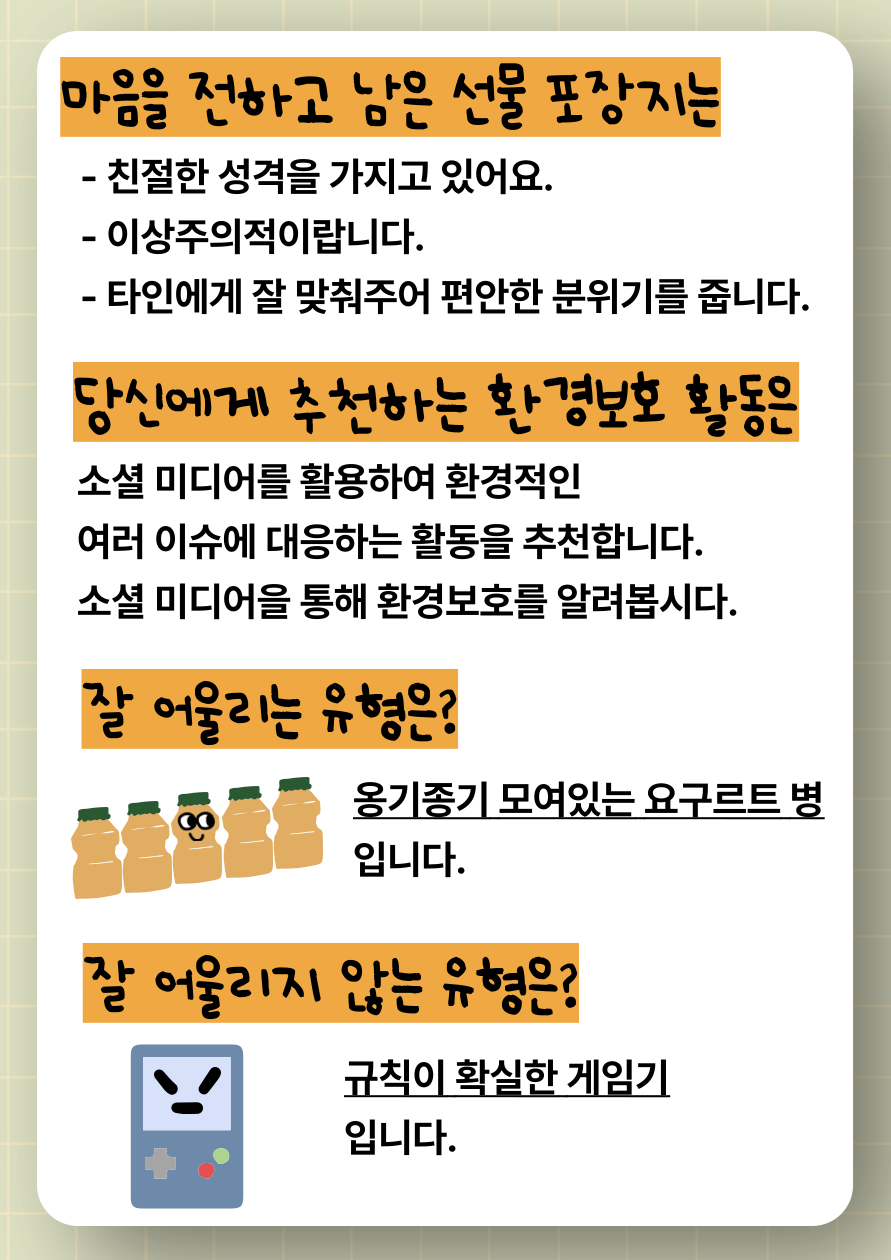 마음을 전하고 남은 선물 포장지는
- 친절한 성격을 가지고 있어요.
- 이상주의적이랍니다.
- 타인에게 잘 맞춰주어 편안한 분위기를 줍니다.
당신에게 추천하는 환경보호 활동은
소셜 미디어를 활용하여 환경적인
여러 이슈에 대응하는 활동을 추천합니다.
소셜 미디어을 통해 환경보호를 알려봅시다.
잘 어울리는 유형은?
옹기종기 모여있는 요구르트 병
입니다.
잘 어울리지 않는 유형은?
규칙이 확실한 게임기
입니다.